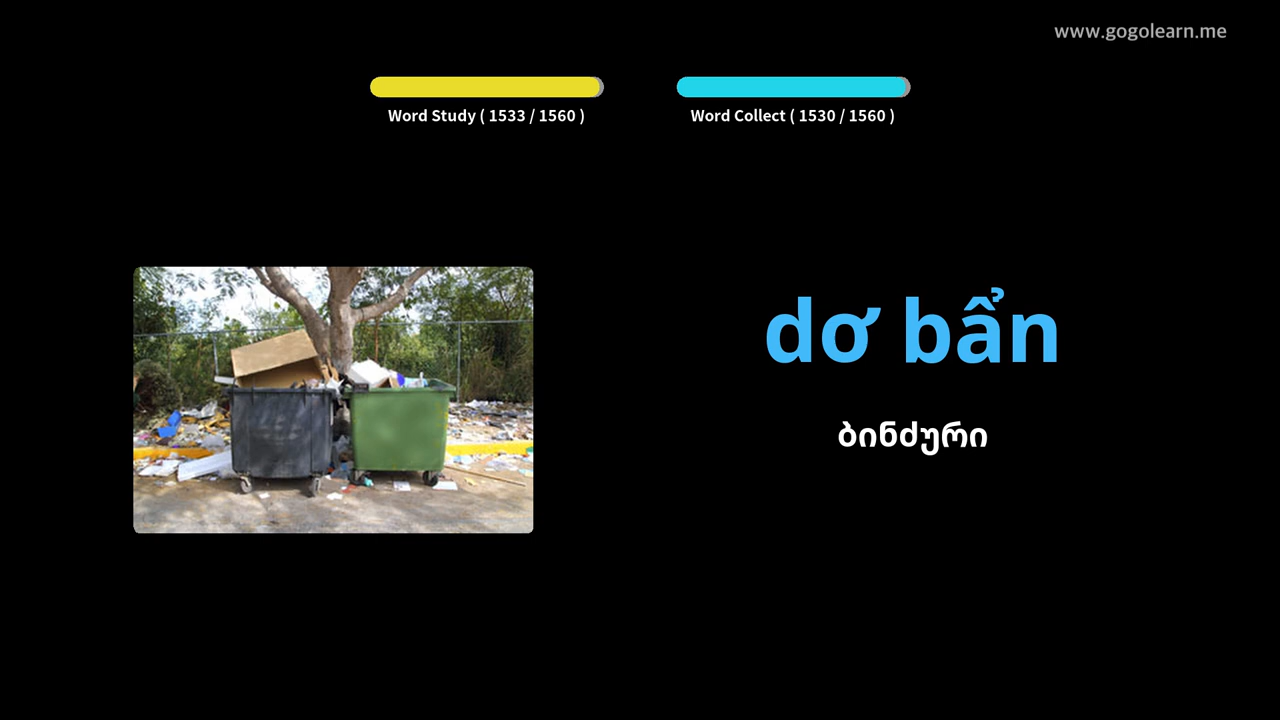 www.gogolearn.me
Word Study ( 1533 / 1560 )
Word Collect ( 1530 / 1560 )
dơ bẩn
ბინძური